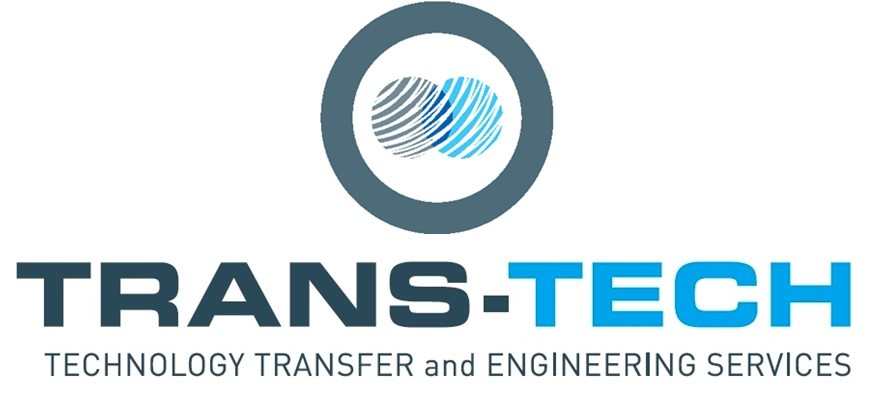 TRANS-TECH
TECHNOLOGY TRANSFER and ENGINEERING SERVICES